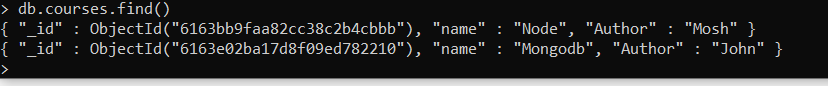 > db.courses.find()
{ "_id" : ObjectId("6163bb9faa82cc38c2b4cbbb"), "name" : "Node", "Author" : "Mosh" }
{ "_id" : ObjectId("6163e02ba17d8f09ed782210"), "name" : "Mongodb", "Author" : "John" }
>